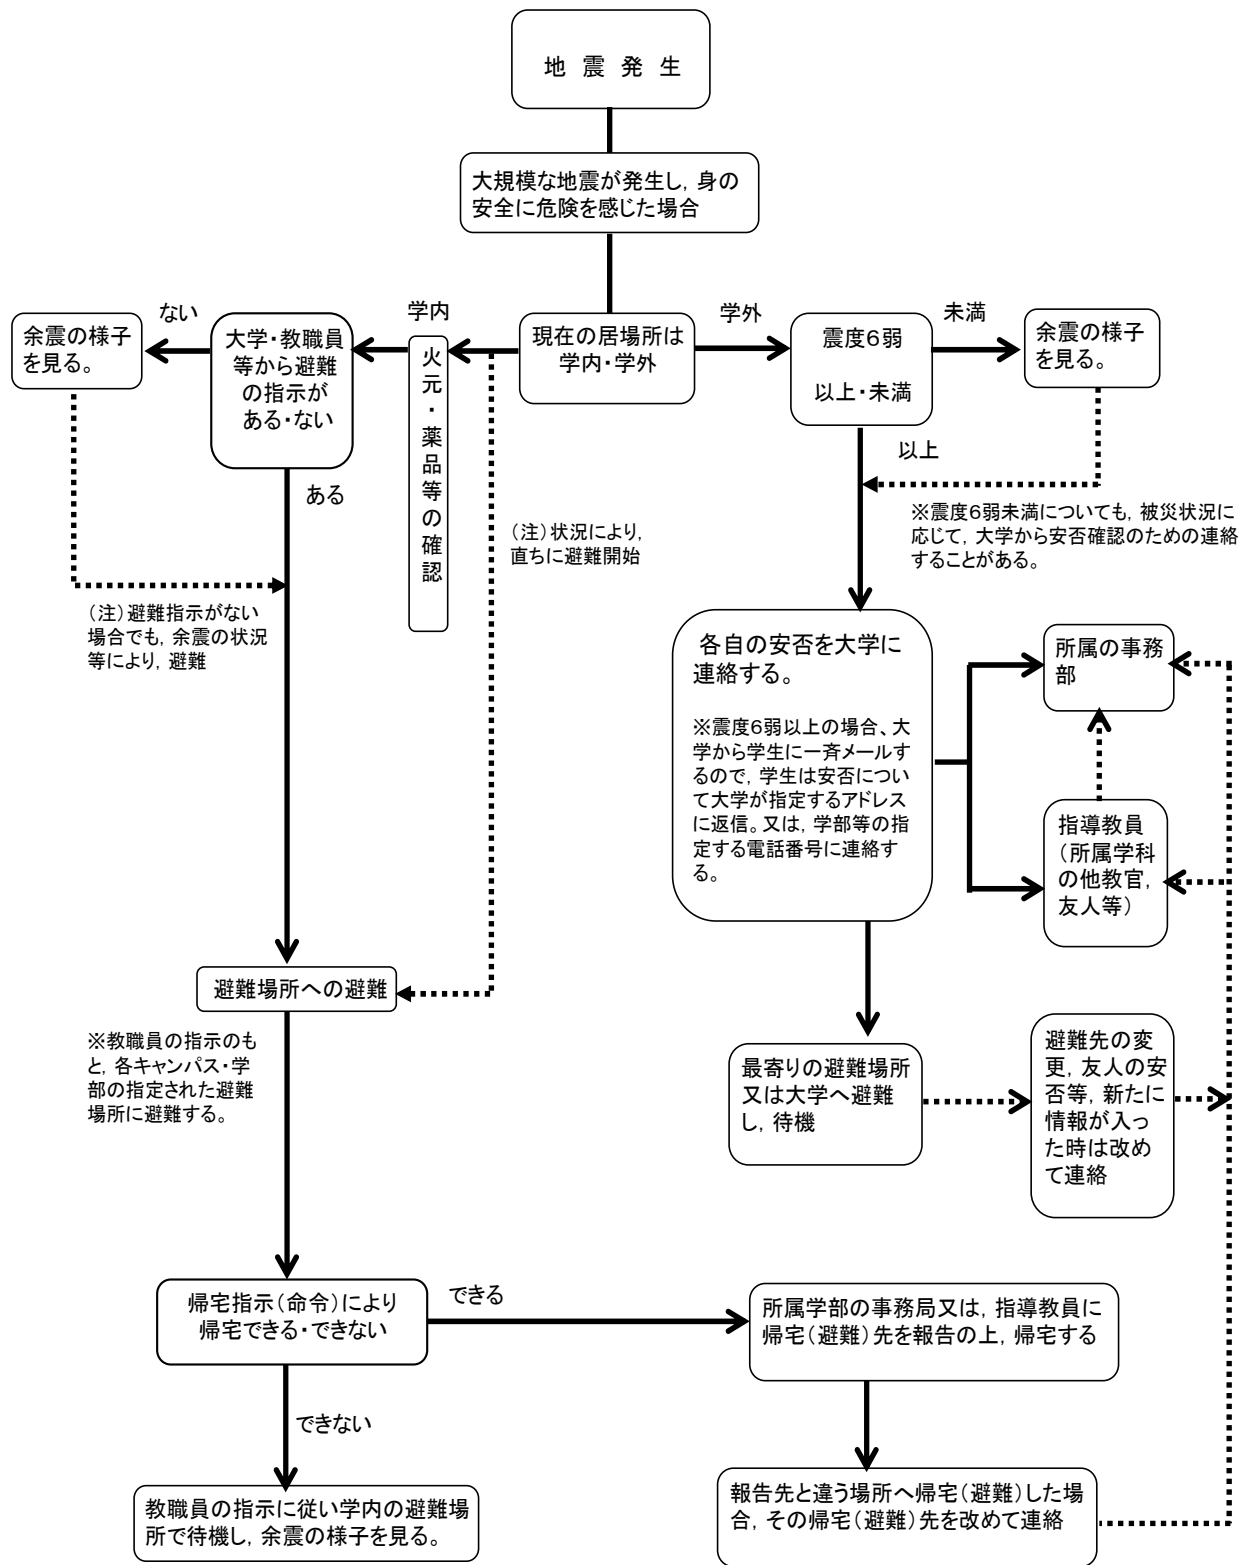 地 震 発 生
大規模な地震が発生し，身の
安全に危険を感じた場合
現在の居場所は
学内・学外
学内
学外
火元・薬品等の確認
大学・教職員
等から避難
の指示が
ある・ない
ない
余震の様子
を見る。
ある
（注）避難指示がない
場合でも，余震の状況
等により，避難
（注）状況により，
直ちに避難開始
震度６弱
以上・未満
未満
余震の様子
を見る。
以上
※震度６弱未満についても，被災状況に
応じて，大学から安否確認のための連絡
することがある。
各自の安否を大学に
連絡する。
※震度６弱以上の場合、大
学から学生に一斉メールす
るので，学生は安否につい
て大学が指定するアドレス
に返信。又は，学部等の指
定する電話番号に連絡す
る。
所属の事務
部
指導教員
（所属学科
の他教官，
友人等）
避難場所への避難
※教職員の指示のも
と，各キャンパス・学
部の指定された避難
場所に避難する。
最寄りの避難場所
又は大学へ避難
し，待機
避難先の変
更，友人の安
否等，新たに
情報が入っ
た時は改め
て連絡
帰宅指示（命令）により
帰宅できる・できない
できる
所属学部の事務局又は，指導教員に
帰宅（避難）先を報告の上，帰宅する
できない
教職員の指示に従い学内の避難場
所で待機し，余震の様子を見る。
報告先と違う場所へ帰宅（避難）した場
合，その帰宅（避難）先を改めて連絡